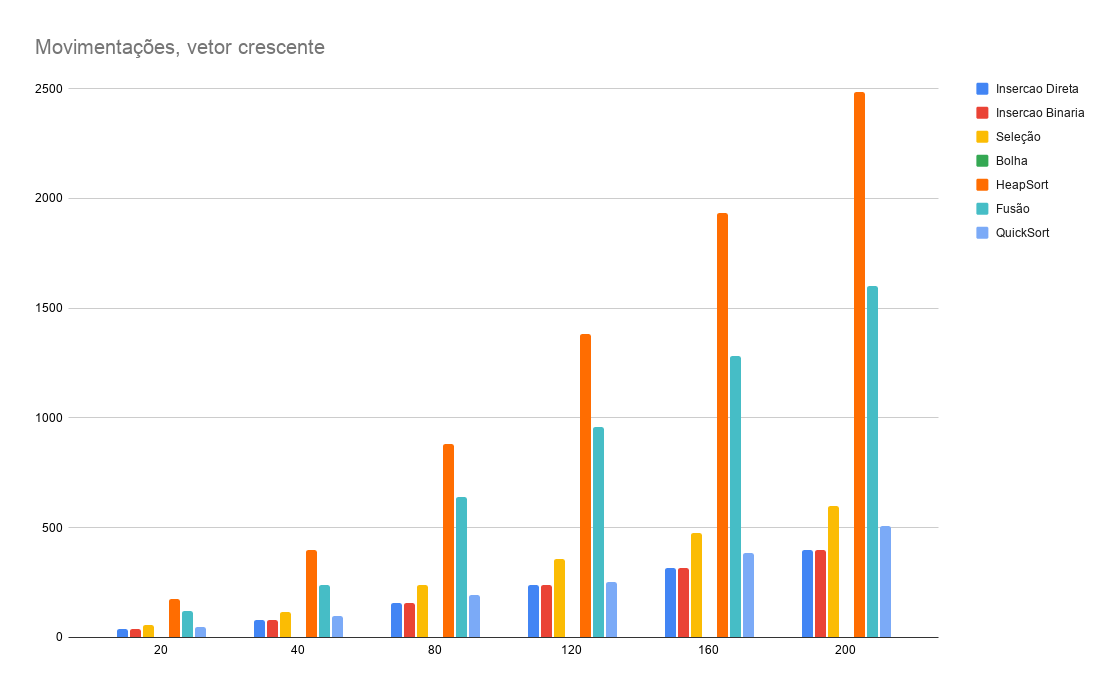 Movimentações, vetor crescente
2500
2000
1500
1000
500
0
20 40 80 120 160 200
Insercao Direta
Insercao Binaria
Seleção
Bolha
HeapSort
Fusão
QuickSort